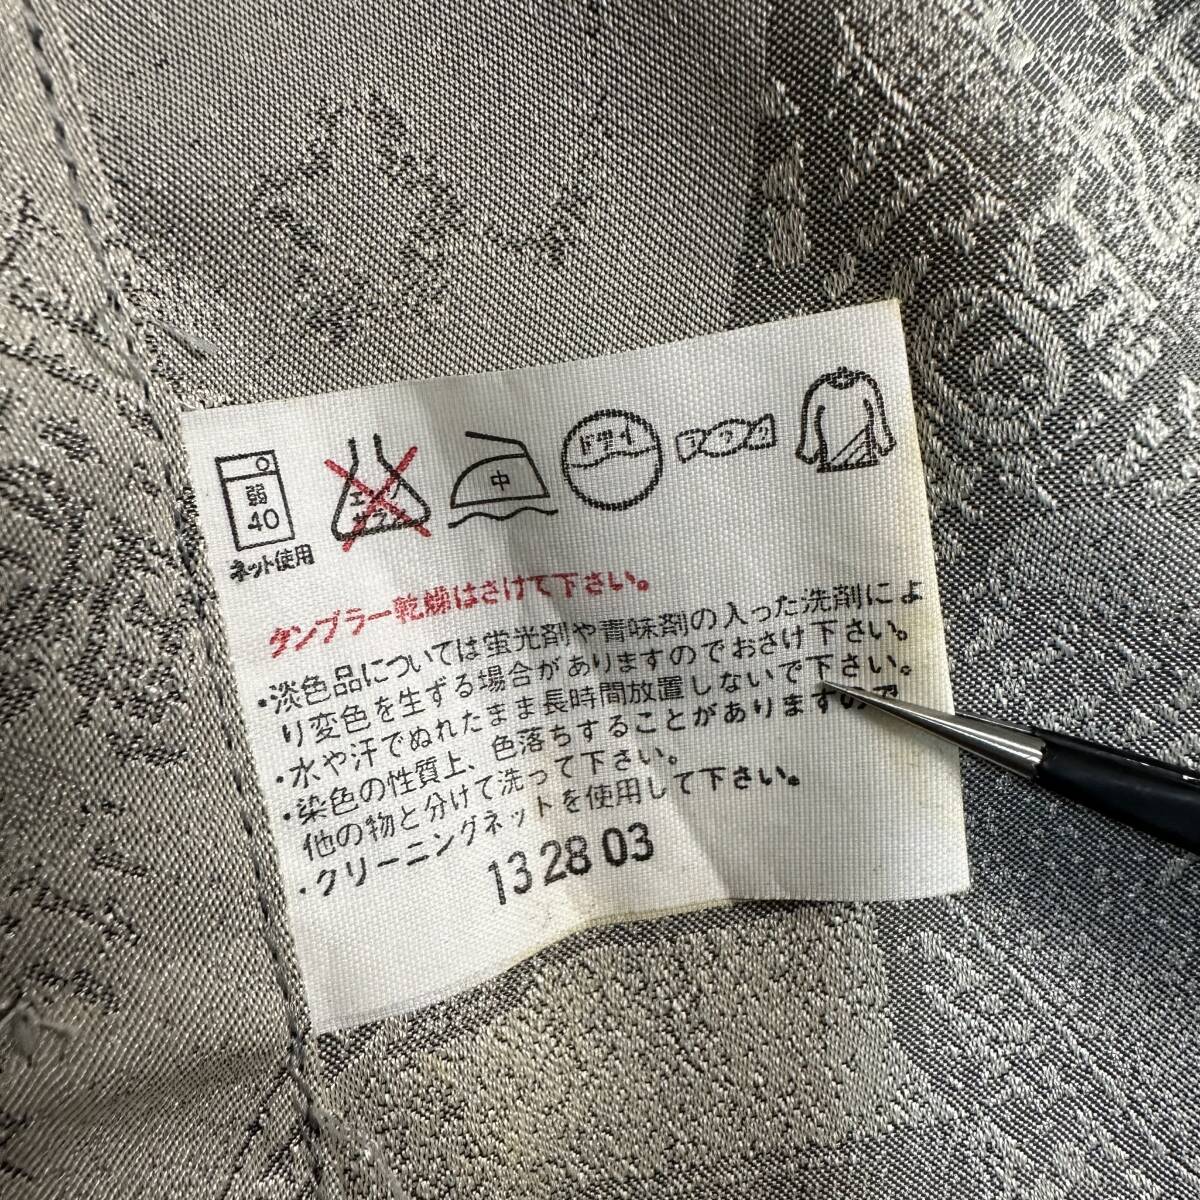 弱
40
エンソ
サラシ
中
ドライ
ネット使用
タンブラー乾燥はさけて下さい。
・淡色品については蛍光剤や青味剤の入った洗剤によ
り変色を生ずる場合がありますのでおさけ下さい。
・水や汗でぬれたまま長時間放置しないで下さい。
・染色の性質上、色落ちすることがありますので
他の物と分けて洗って下さい。
・クリーニングネットを使用して下さい。
13 28 03